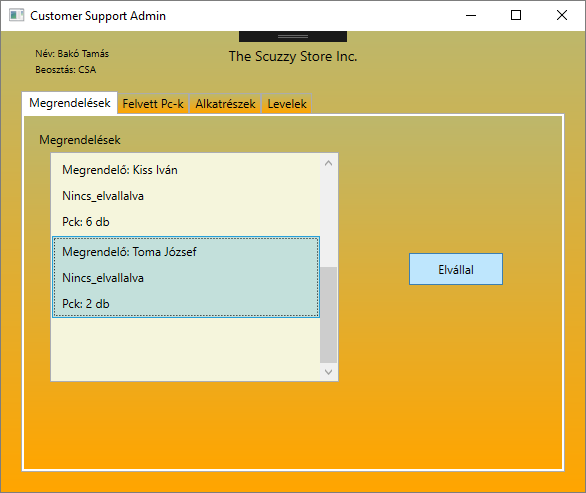 Customer Support Admin
Név: Bakó Tamás
Beosztás: CSA
The Scuzzy Store Inc.
Megrendelések
Felvett Pc-k
Alkatrészek
Levelek
Megrendelések
Megrendelő: Kiss Iván
Nincs_elvallalva
Pck: 6 db
Megrendelő: Toma József
Nincs_elvallalva
Pck: 2 db
Elvállal